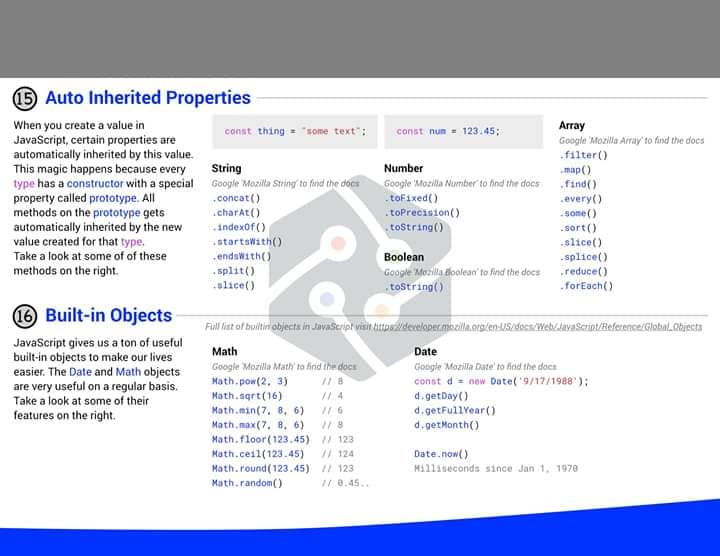 15 Auto Inherited Properties
When you create a value in
JavaScript, certain properties are
automatically inherited by this value.
This magic happens because every
type has a constructor with a special
property called prototype. All
methods on the prototype gets
automatically inherited by the new
value created for that type.
Take a look at some of of these
methods on the right.
const thing = "some text";
String
Google 'Mozilla String' to find the docs
.concat()
.charAt()
.indexOf()
.startsWith()
.endsWith()
.split()
.slice()
const num = 123.45;
Number
Google 'Mozilla Number' to find the docs
.toFixed()
.toPrecision()
.toString()
Boolean
Google 'Mozilla Boolean' to find the docs
.toString()
Array
Google 'Mozilla Array' to find the docs
.filter()
.map()
.find()
.every()
.some()
.sort()
.slice()
.splice()
.reduce()
.forEach()
16 Built-in Objects
Full list of builtin objects in JavaScript visit https://developer.mozilla.org/en-US/docs/Web/JavaScript/Reference/Global_Objects
JavaScript gives us a ton of useful
built-in objects to make our lives
easier. The Date and Math objects
are very useful on a regular basis.
Take a look at some of their
features on the right.
Math
Google 'Mozilla Math' to find the docs
Math.pow(2, 3) // 8
Math.sqrt(16) // 4
Math.min(7, 8, 6) // 6
Math.max(7, 8, 6) // 8
Math.floor(123.45) // 123
Math.ceil(123.45) // 124
Math.round(123.45) // 123
Math.random() // 0.45..
Date
Google 'Mozilla Date' to find the docs
const d = new Date('9/17/1988');
d.getDay()
d.getFullYear()
d.getMonth()
Date.now()
Milliseconds since Jan 1, 1970